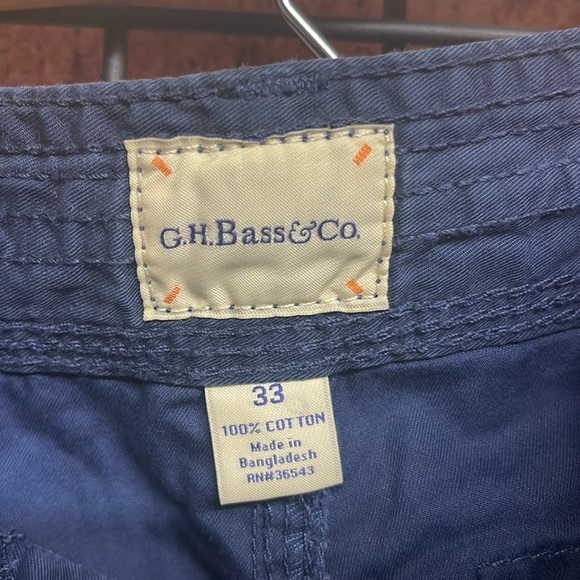 G.H.Bass&Co.
33
100% COTTON
Made in
Bangladesh
RN#36543